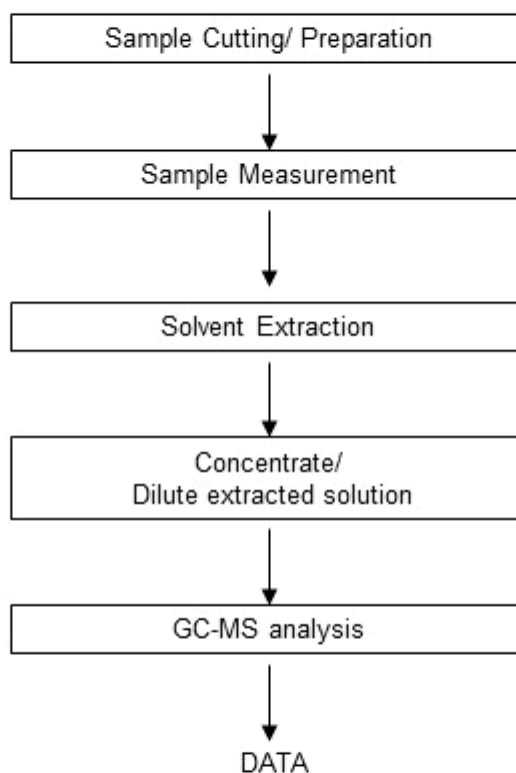 Sample Cutting/ Preparation
Sample Measurement
Solvent Extraction
Concentrate/
Dilute extracted solution
GC-MS analysis
DATA